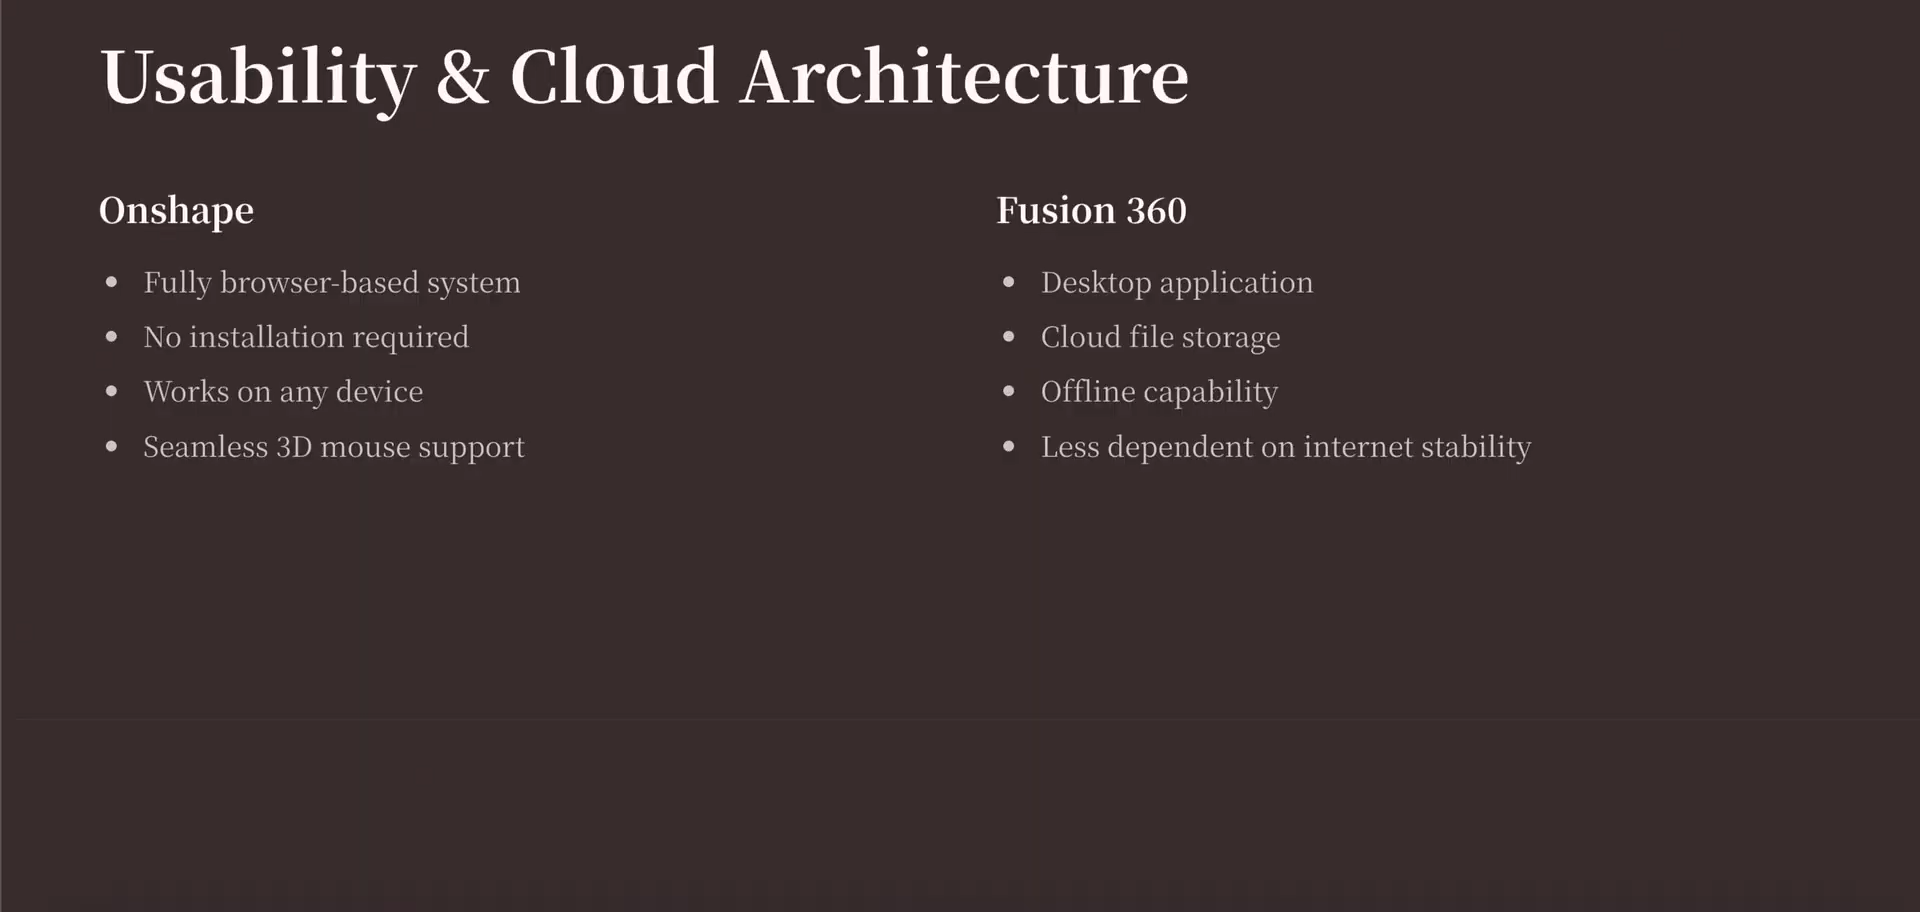 Usability & Cloud Architecture
Onshape
• Fully browser-based system
• No installation required
• Works on any device
• Seamless 3D mouse support
Fusion 360
• Desktop application
• Cloud file storage
• Offline capability
• Less dependent on internet stability